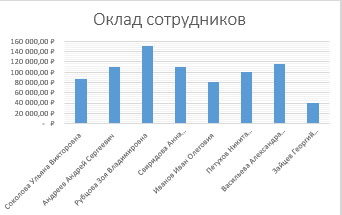 Оклад сотрудников
160 000,00 ₽
140 000,00 ₽
120 000,00 ₽
100 000,00 ₽
80 000,00 ₽
60 000,00 ₽
40 000,00 ₽
20 000,00 ₽
- ₽
Соколова Ульяна Викторовна
Андреев Андрей Сергеевич
Рубцова Зоя Владимировна
Свиридова Анна...
Иванов Иван Олегович
Петухов Никита...
Васильева Александра...
Зайцев Георгий...